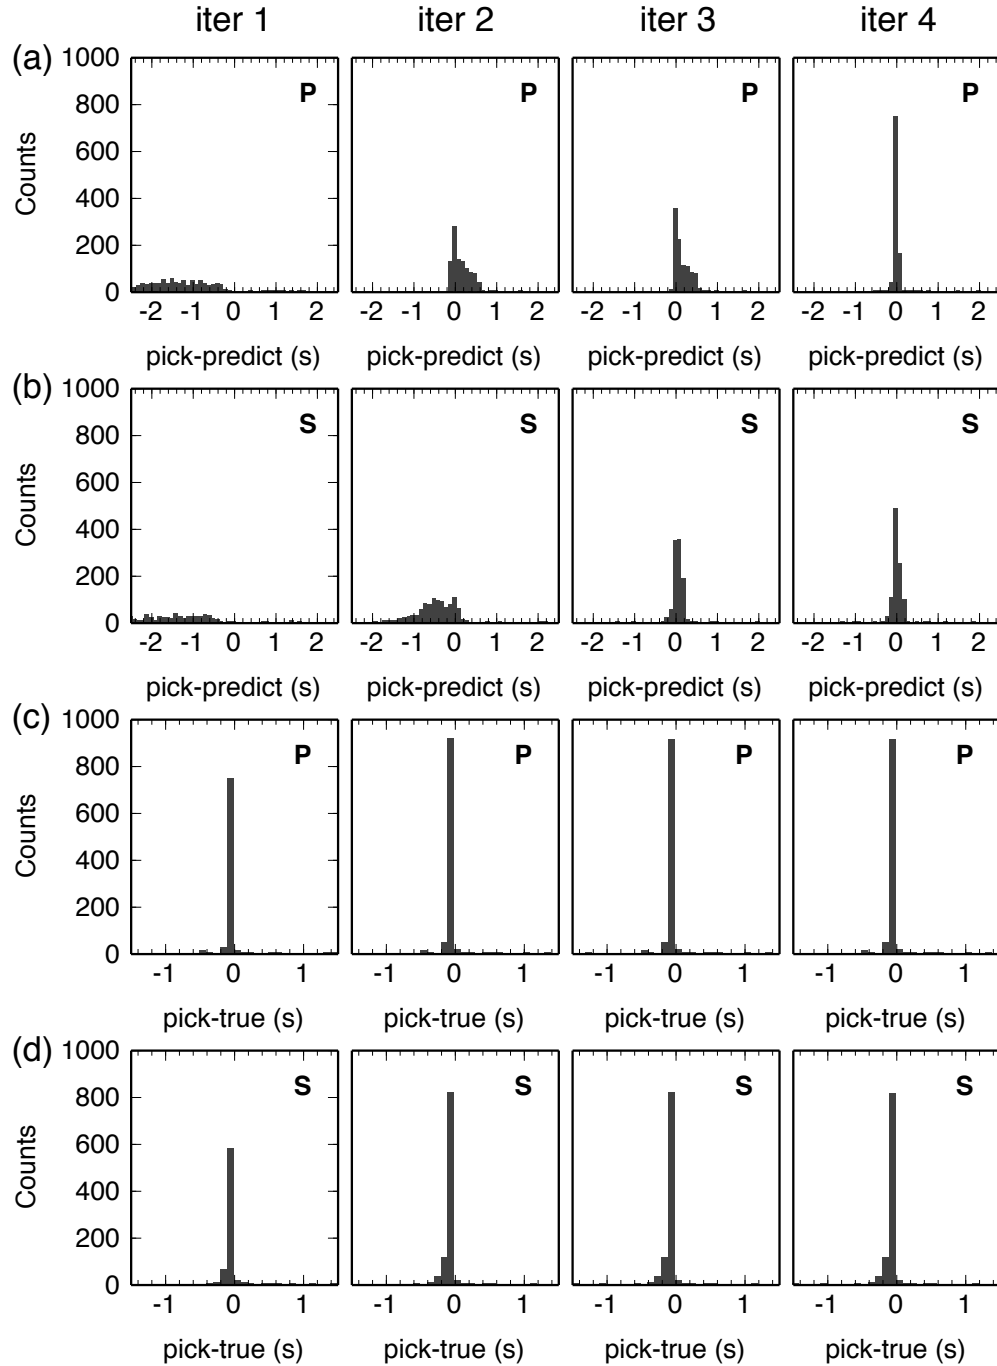 iter 1 iter 2 iter 3 iter 4
(a) 1000 P P P P
800
600
400
200
0
Counts
-2 -1 0 1 2 -2 -1 0 1 2 -2 -1 0 1 2 -2 -1 0 1 2
pick-predict (s) pick-predict (s) pick-predict (s) pick-predict (s)
(b) 1000 S S S S
800
600
400
200
0
Counts
-2 -1 0 1 2 -2 -1 0 1 2 -2 -1 0 1 2 -2 -1 0 1 2
pick-predict (s) pick-predict (s) pick-predict (s) pick-predict (s)
(c) 1000 P P P P
800
600
400
200
0
Counts
-1 0 1 -1 0 1 -1 0 1 -1 0 1
pick-true (s) pick-true (s) pick-true (s) pick-true (s)
(d) 1000 S S S S
800
600
400
200
0
Counts
-1 0 1 -1 0 1 -1 0 1 -1 0 1
pick-true (s) pick-true (s) pick-true (s) pick-true (s)